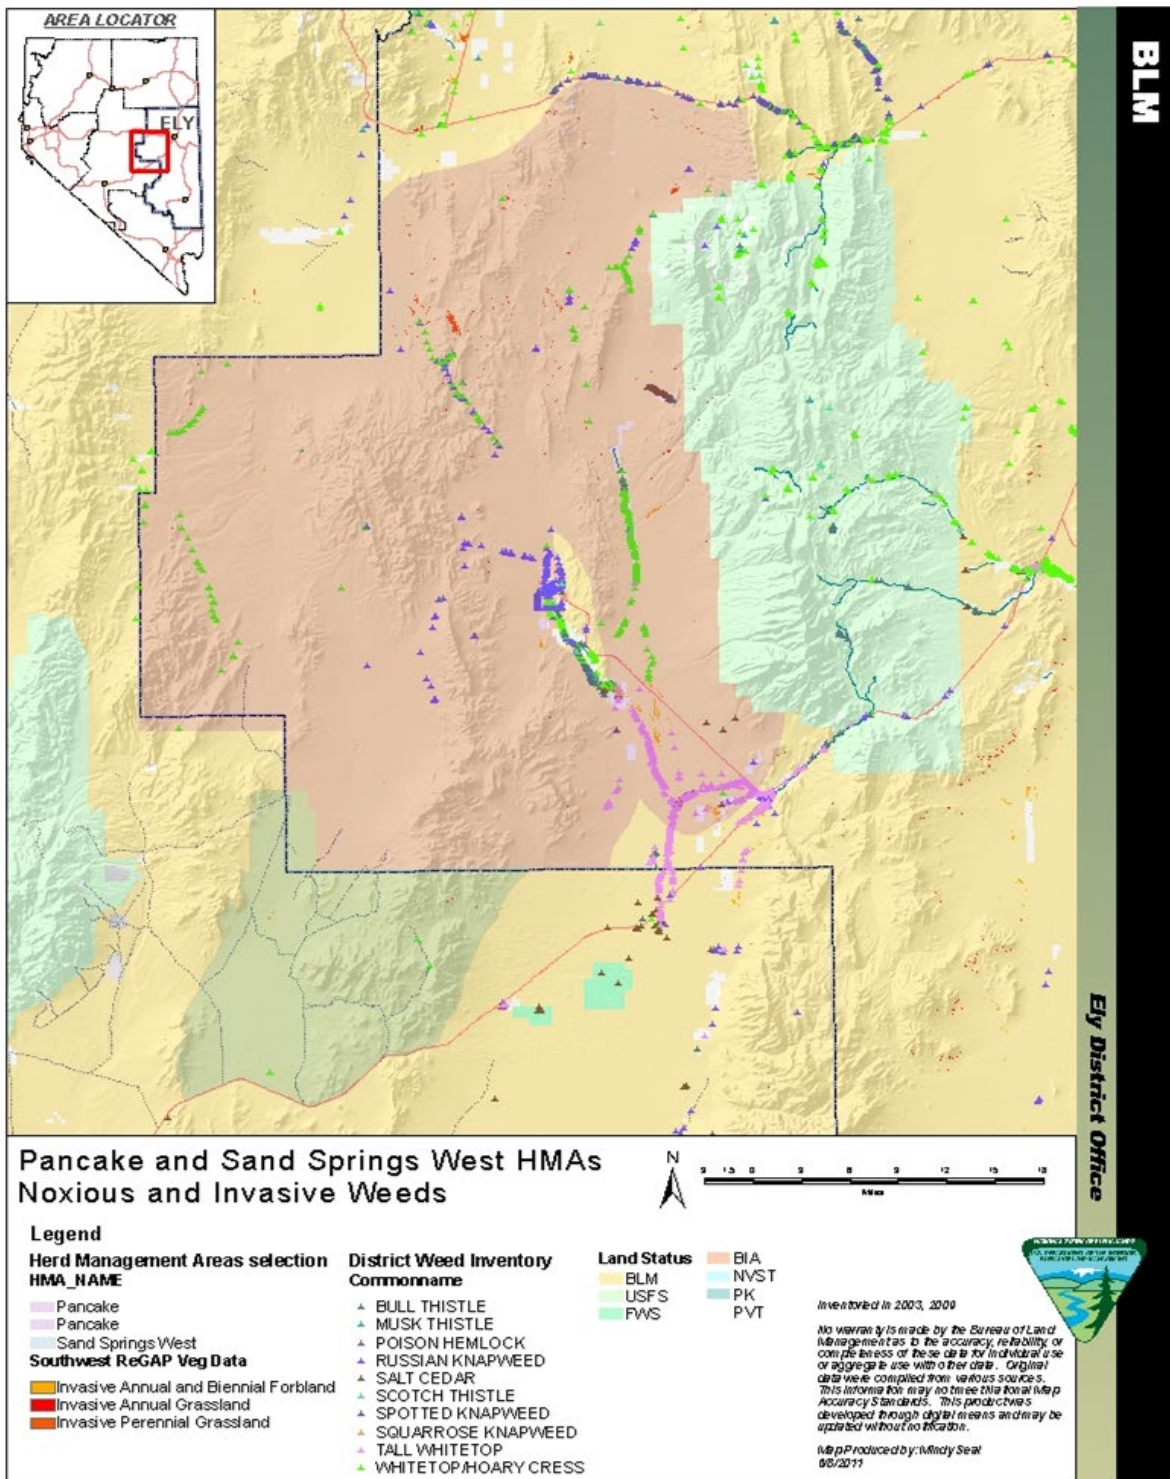 AREA LOCATOR
ELY
BLM
Ely District Office
Pancake and Sand Springs West HMAs
Noxious and Invasive Weeds
N
Miles
Legend
Herd Management Areas selection
HMA_NAME
Pancake
Pancake
Sand Springs West
Southwest ReGAP Veg Data
Invasive Annual and Biennial Forbland
Invasive Annual Grassland
Invasive Perennial Grassland
District Weed Inventory
Commonname
BULL THISTLE
MUSK THISTLE
POISON HEMLOCK
RUSSIAN KNAPWEED
SALT CEDAR
SCOTCH THISTLE
SPOTTED KNAPWEED
SQUARROSE KNAPWEED
TALL WHITETOP
WHITETOP/HOARY CRESS
Land Status
BLM
USFS
FWS
BIA
NVST
PK
PVT
Inventoried in 2003, 2009
No warranty is made by the Bureau of Land
Management as to the accuracy, reliability, or
completeness of these data for individual use
or aggregate use with other data. Original
data were compiled from various sources.
This information may not meet National Map
Accuracy Standards. This product was
developed through digital means and may be
updated without notification.
Map Produced by: Mindy Seal
6/8/2011